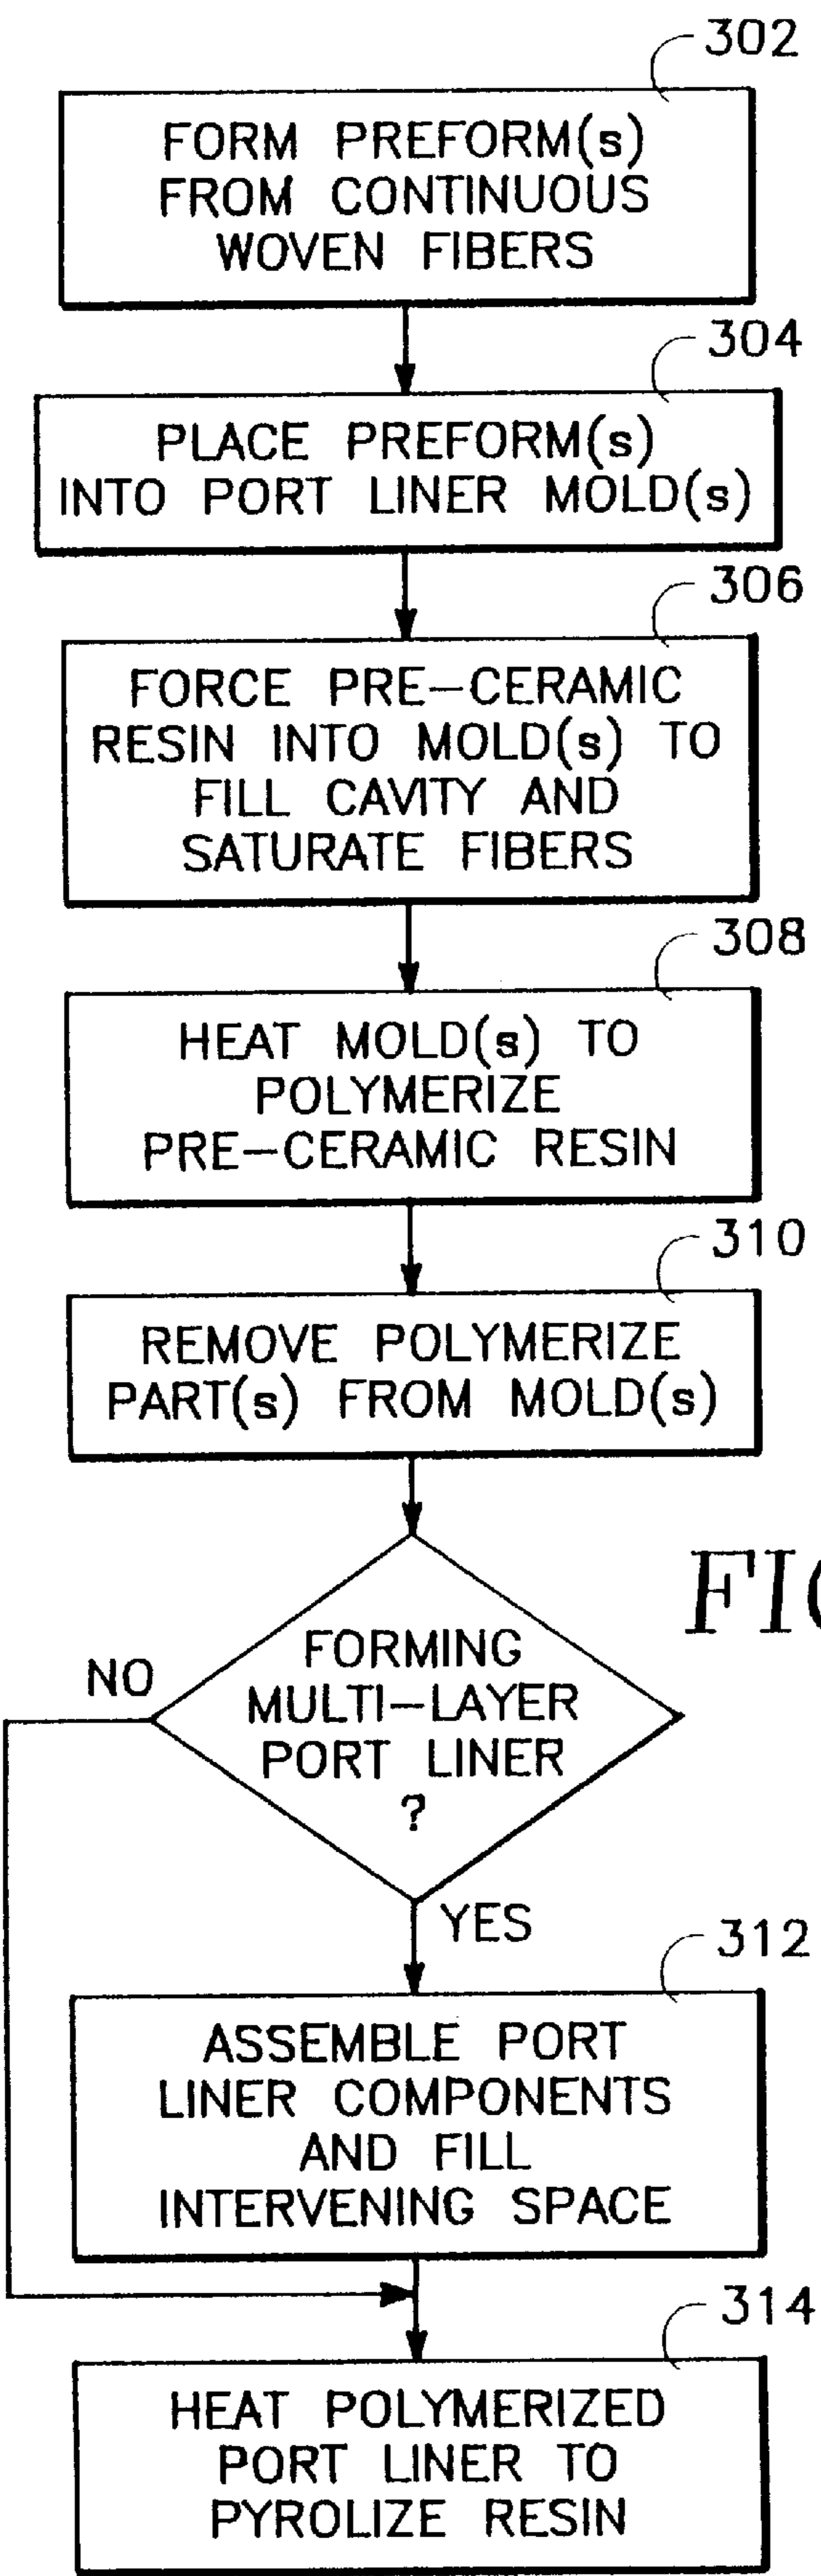 302
FORM PREFORM(s)
FROM CONTINUOUS
WOVEN FIBERS
304
PLACE PREFORM(s)
INTO PORT LINER MOLD(s)
306
FORCE PRE-CERAMIC
RESIN INTO MOLD(s) TO
FILL CAVITY AND
SATURATE FIBERS
308
HEAT MOLD(s) TO
POLYMERIZE
PRE-CERAMIC RESIN
310
REMOVE POLYMERIZE
PART(s) FROM MOLD(s)
FORMING
MULTI-LAYER
PORT LINER
?
NO
YES
312
ASSEMBLE PORT
LINER COMPONENTS
AND FILL
INTERVENING SPACE
314
HEAT POLYMERIZED
PORT LINER TO
PYROLIZE RESIN